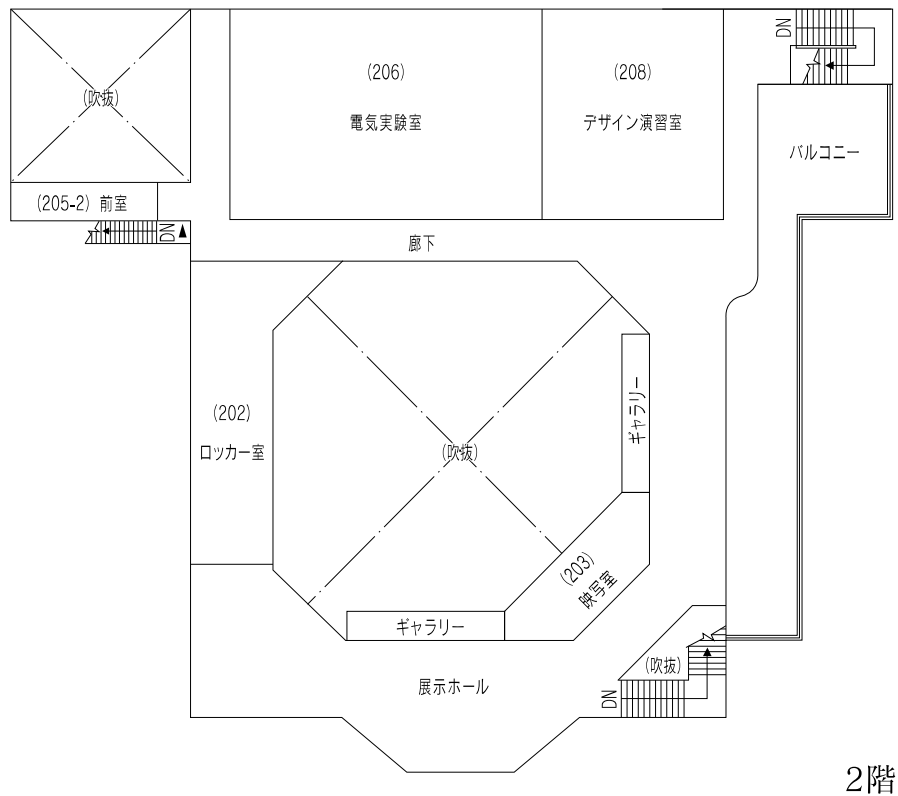 DN
(206)
電気実験室
(208)
デザイン演習室
(吹抜)
バルコニー
(205-2) 前室
DN
廊下
(202)
ロッカー室
ギャラリー
(吹抜)
(203)
映写室
ギャラリー
(吹抜)
展示ホール
DN
2階